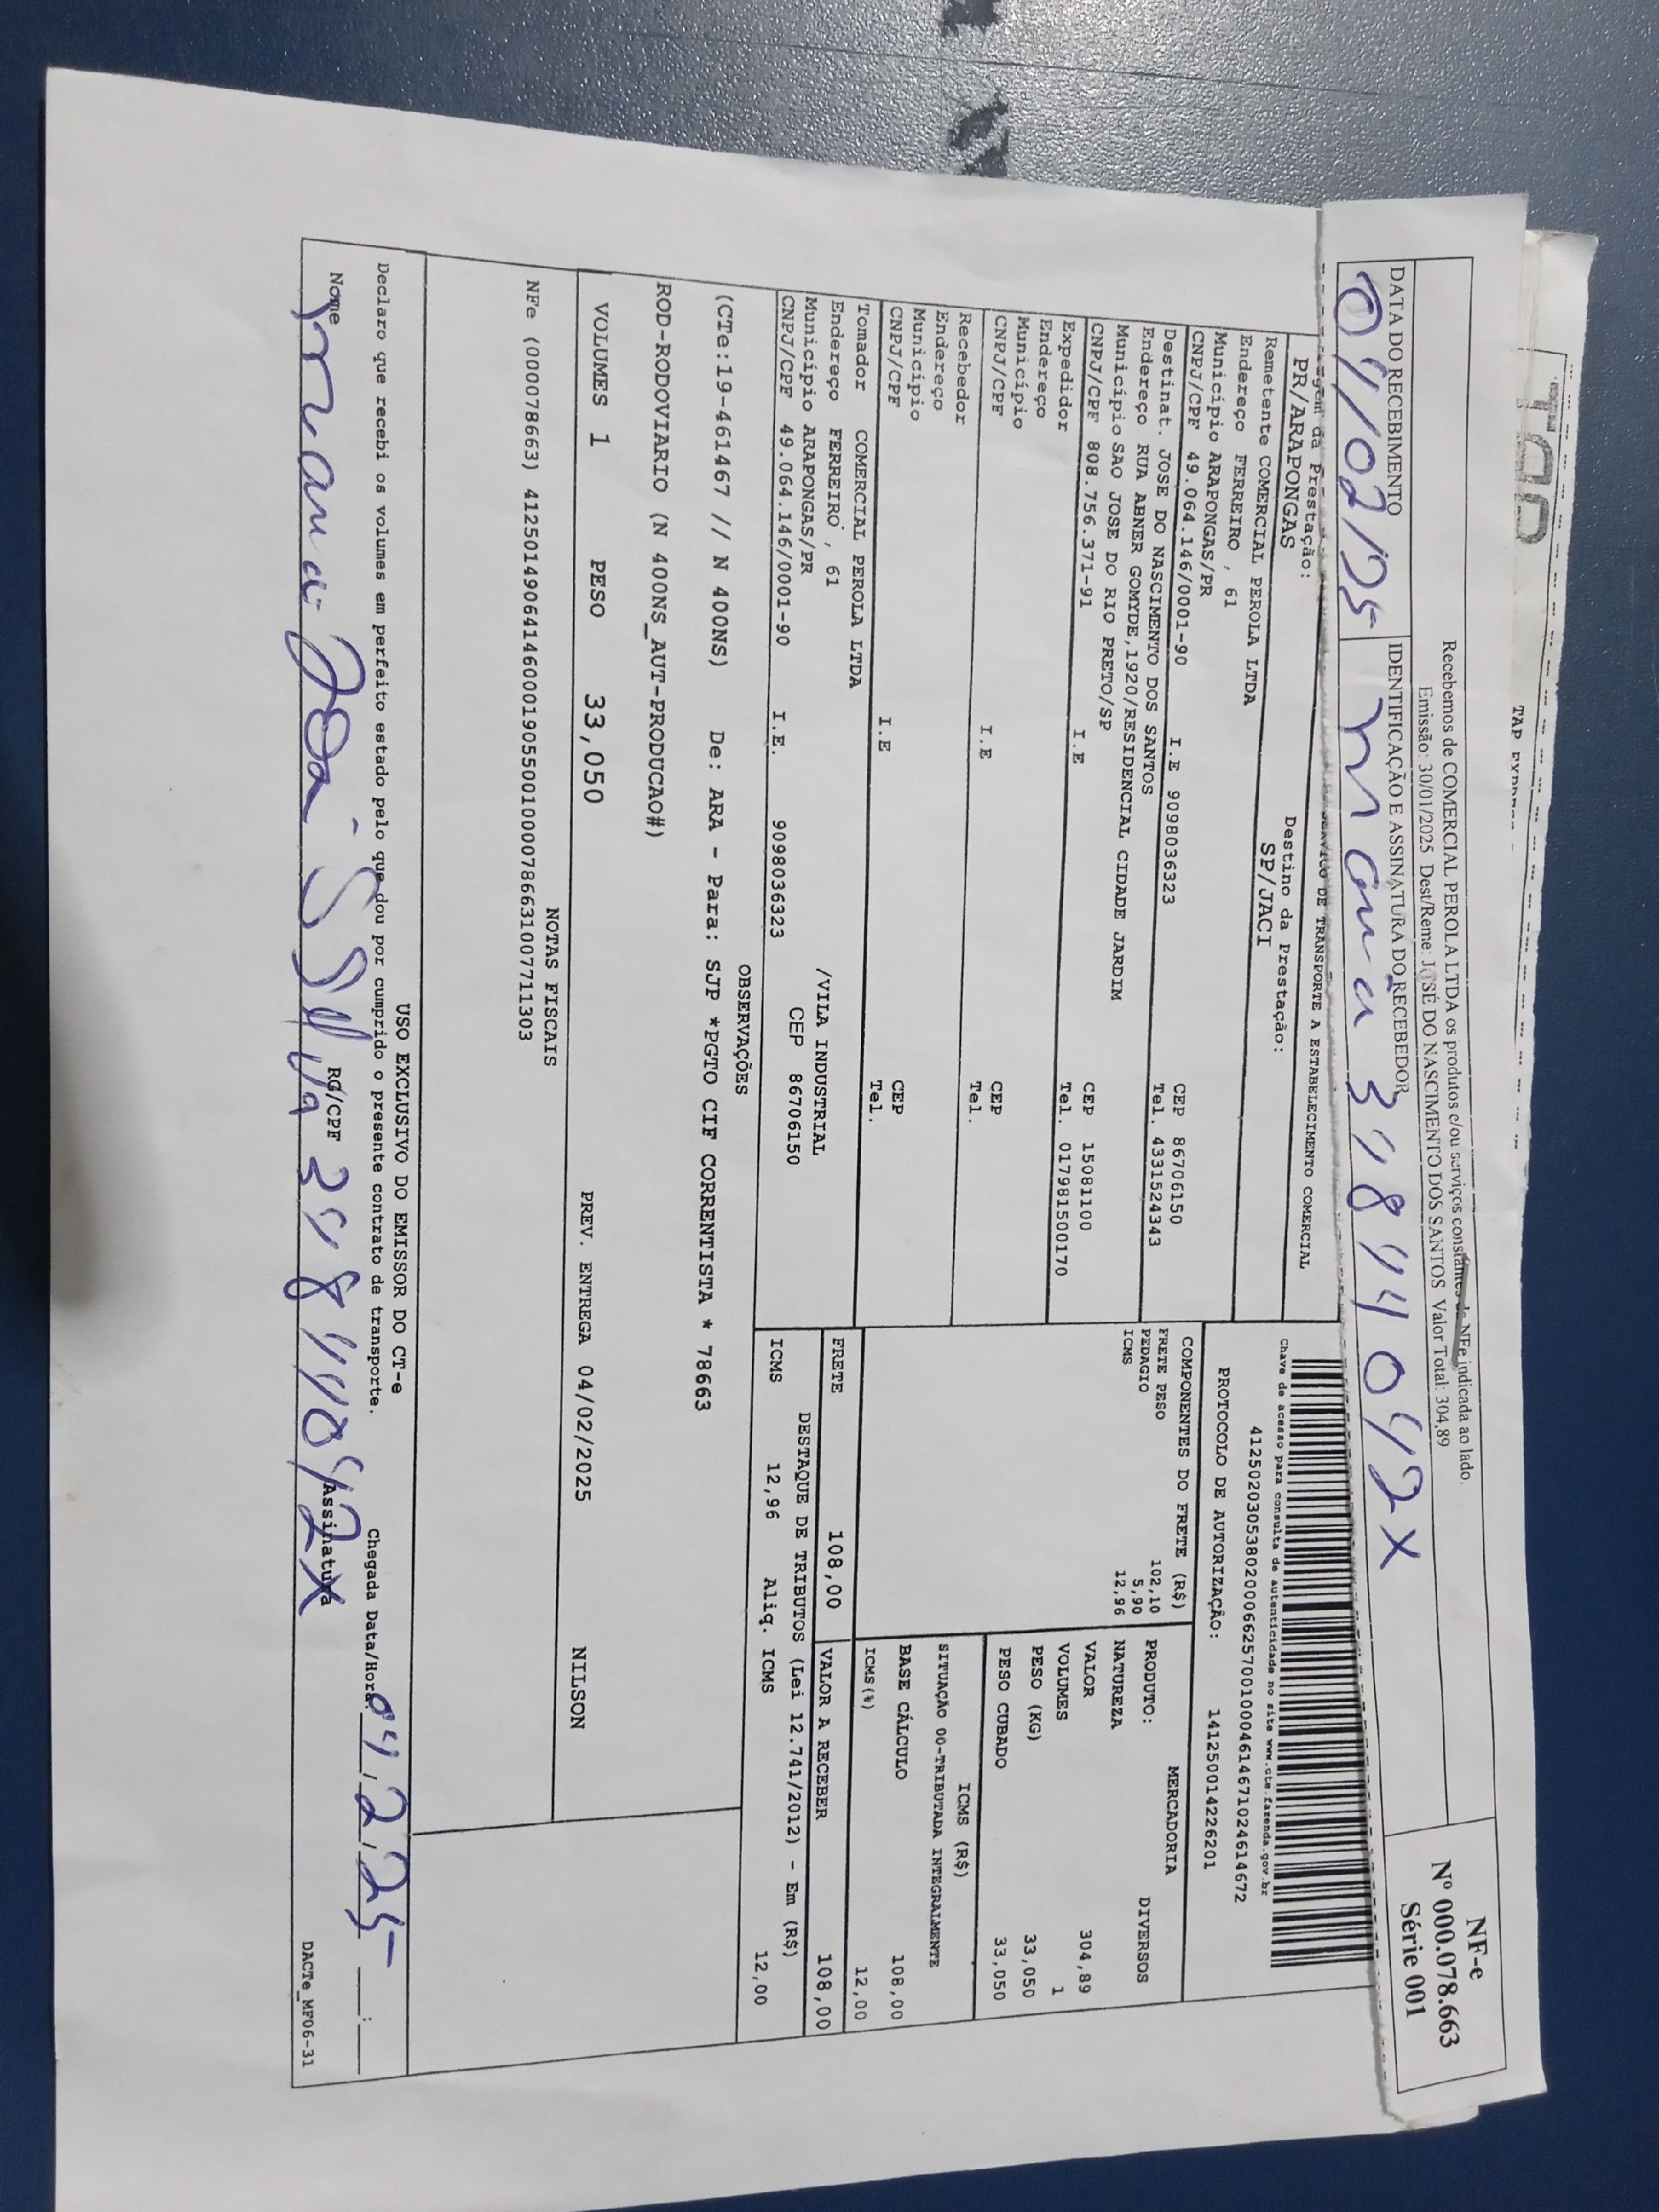 TAP EXPRE
Recebemos de COMERCIAL PEROLA LTDA os produtos e/ou serviços constantes da NFe indicada ao lado.
Emissão: 30/01/2025 Dest/Reme: JOSÉ DO NASCIMENTO DOS SANTOS Valor Total: 304,89
NF-e
Nº 000.078.663
Série 001
DATA DO RECEBIMENTO
IDENTIFICAÇÃO E ASSINATURA DO RECEBEDOR
04/02/25
34844042X
SERVIÇO DE TRANSPORTE A ESTABELECIMENTO COMERCIAL
da Prestação:
PR/ARAPONGAS
Destino da Prestação:
SP/JACI
Remetente COMERCIAL PEROLA LTDA
Endereço FERREIRO , 61
Município ARAPONGAS/PR
CEP 86706150
CNPJ/CPF 49.064.146/0001-90 I.E 9098036323 Tel. 4331524343
Destinat. JOSE DO NASCIMENTO DOS SANTOS
Endereço RUA ABNER GOMYDE,1920/RESIDENCIAL CIDADE JARDIM
Município SAO JOSE DO RIO PRETO/SP CEP 15081100
CNPJ/CPF 808.756.371-91 I.E Tel. 017981500170
Expedidor
Endereço
Município CEP
CNPJ/CPF I.E Tel.
Recebedor
Endereço
Município CEP
CNPJ/CPF I.E Tel.
Tomador COMERCIAL PEROLA LTDA
Endereço FERREIRO , 61 /VILA INDUSTRIAL
Município ARAPONGAS/PR CEP 86706150
CNPJ/CPF 49.064.146/0001-90 I.E. 9098036323
Chave de acesso para consulta de autenticidade no site www.cte.fazenda.gov.br
41250203053802000662570010004614671024614672
PROTOCOLO DE AUTORIZAÇÃO: 141250014226201
COMPONENTES DO FRETE (R$)
FRETE PESO 102,10
PEDAGIO 5,90
ICMS 12,96
MERCADORIA
PRODUTO: DIVERSOS
NATUREZA
VALOR 304,89
VOLUMES 1
PESO (KG) 33,050
PESO CUBADO 33,050
ICMS (R$)
SITUAÇÃO 00-TRIBUTADA INTEGRALMENTE
BASE CÁLCULO 108,00
ICMS(%) 12,00
FRETE 108,00
VALOR A RECEBER 108,00
DESTAQUE DE TRIBUTOS (Lei 12.741/2012) - Em (R$)
ICMS 12,96 Aliq. ICMS 12,00
OBSERVAÇÕES
(CTe:19-461467 // N 400NS) De: ARA - Para: SJP *PGTO CIF CORRENTISTA * 78663
ROD-RODOVIARIO (N 400NS_AUT-PRODUCAO#)
VOLUMES 1 PESO 33,050 PREV. ENTREGA 04/02/2025 NILSON
NOTAS FISCAIS
NFe (000078663) 41250149064146000190550010000786631007711303
USO EXCLUSIVO DO EMISSOR DO CT-e
Declaro que recebi os volumes em perfeito estado pelo que dou por cumprido o presente contrato de transporte.
Chegada Data/Hora 04/2/25
Nome Silva RG/CPF 34844042X Assinatura
DACTe_MF06-31